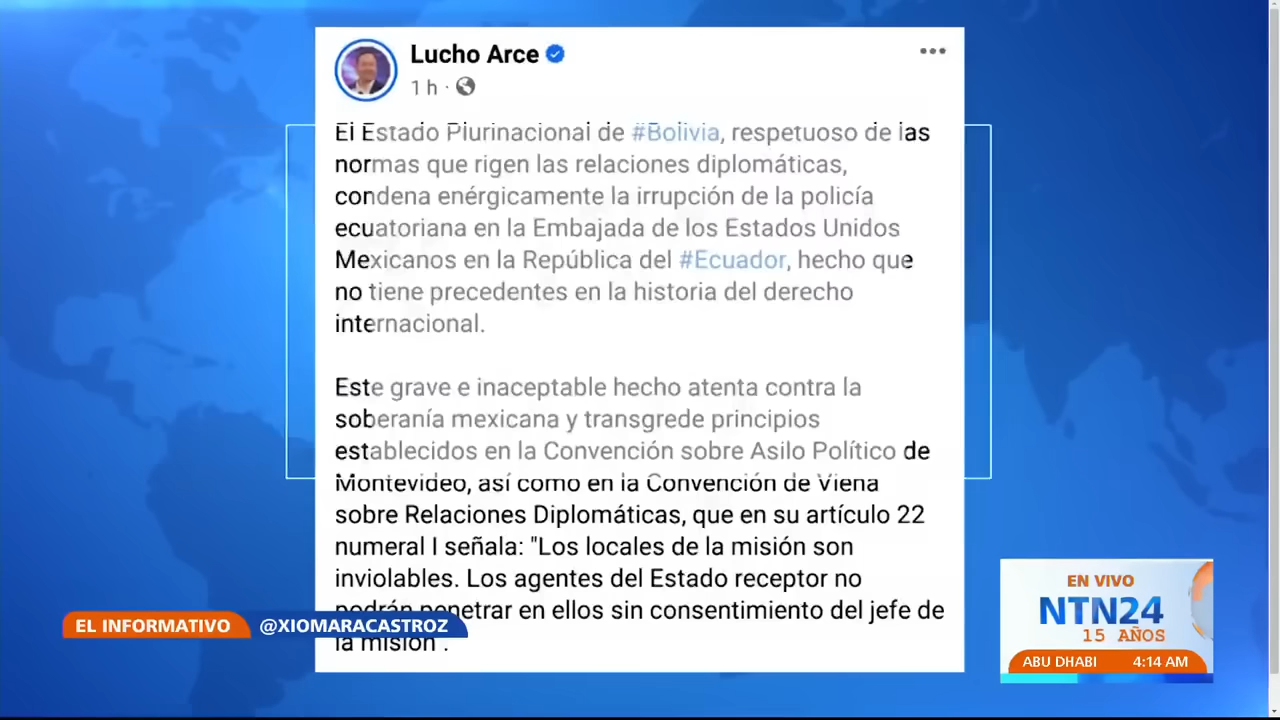 Lucho Arce
1 h ·
El Estado Plurinacional de #Bolivia, respetuoso de las
normas que rigen las relaciones diplomáticas,
condena enérgicamente la irrupción de la policía
ecuatoriana en la Embajada de los Estados Unidos
Mexicanos en la República del #Ecuador, hecho que
no tiene precedentes en la historia del derecho
internacional.
Este grave e inaceptable hecho atenta contra la
soberanía mexicana y transgrede principios
establecidos en la Convención sobre Asilo Político de
Montevideo, así como en la Convención de Viena
sobre Relaciones Diplomáticas, que en su artículo 22
numeral I señala: "Los locales de la misión son
inviolables. Los agentes del Estado receptor no
podrán penetrar en ellos sin consentimiento del jefe de
la misión".
EL INFORMATIVO @XIOMARACASTROZ
EN VIVO
NTN24
15 AÑOS
ABU DHABI 4:14 AM